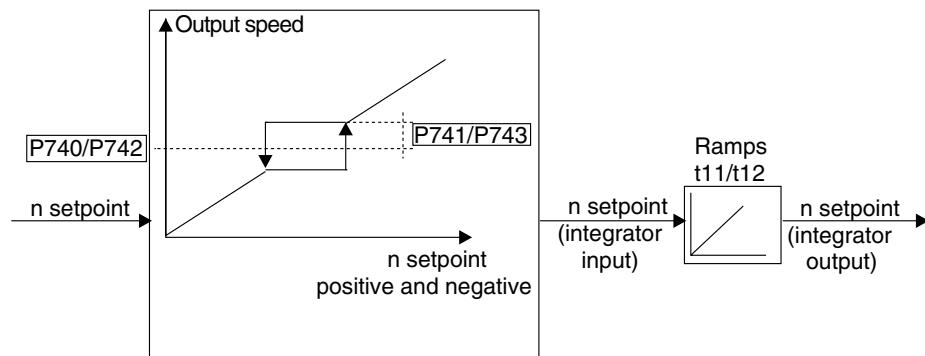 Output speed
P740/P742
P741/P743
n setpoint
n setpoint
positive and negative
n setpoint
(integrator
input)
Ramps
t11/t12
n setpoint
(integrator
output)